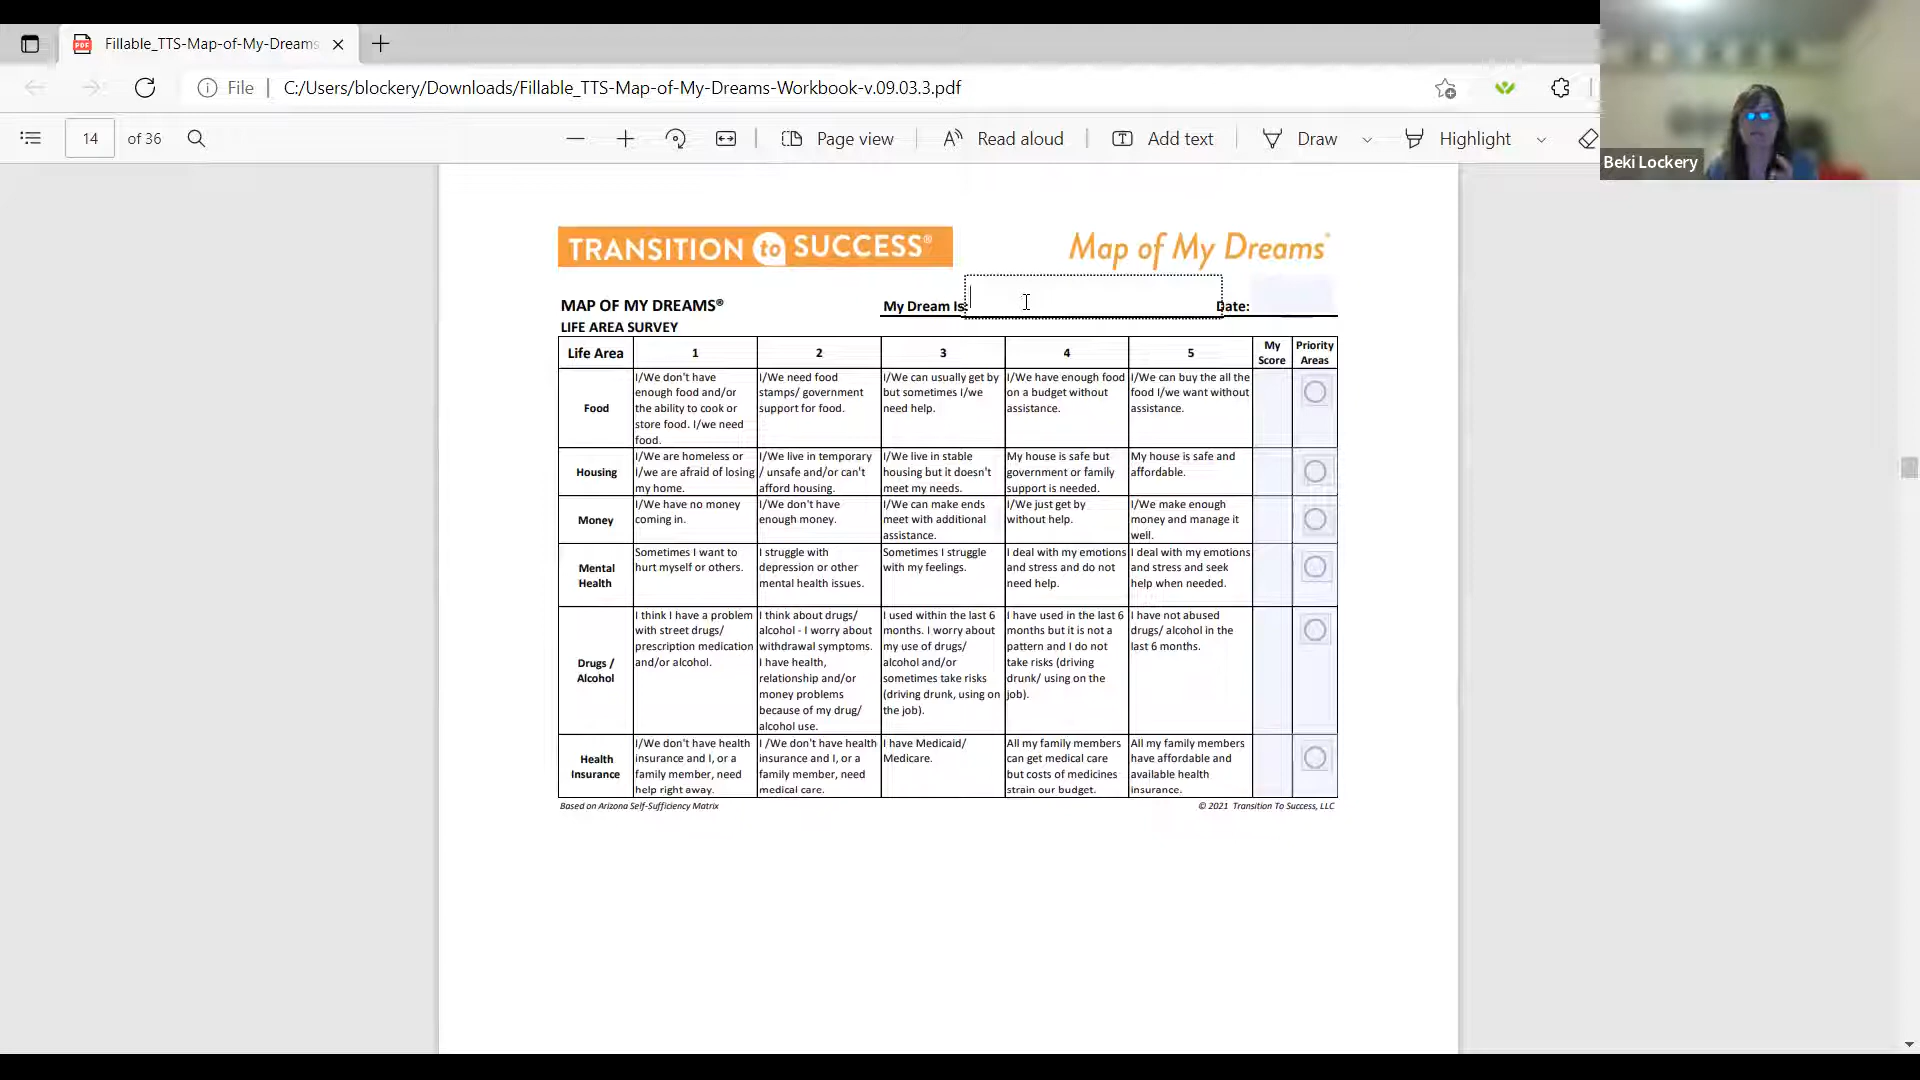 Fillable_TTS-Map-of-My-Dreams
File
C:/Users/blockery/Downloads/Fillable_TTS-Map-of-My-Dreams-Workbook-v.09.03.3.pdf
14 of 36
Page view
Read aloud
Add text
Draw
Highlight
Beki Lockery
TRANSITION to SUCCESS®
Map of My Dreams®
MAP OF MY DREAMS®
My Dream Is:
Date:
LIFE AREA SURVEY
Life Area
1
2
3
4
5
My
Score
Priority
Areas
Food
I/We don't have
enough food and/or
the ability to cook or
store food. I/we need
food.
I/We need food
stamps/ government
support for food.
I/We can usually get by
but sometimes I/we
need help.
I/We have enough food
on a budget without
assistance.
I/We can buy the all the
food I/we want without
assistance.
Housing
I/We are homeless or
i/we are afraid of losing
my home.
I/We live in temporary
/ unsafe and/or can't
afford housing.
I/We live in stable
housing but it doesn't
meet my needs.
My house is safe but
government or family
support is needed.
My house is safe and
affordable.
Money
I/We have no money
coming in.
I/We don't have
enough money.
I/We can make ends
meet with additional
assistance.
I/We just get by
without help.
I/We make enough
money and manage it
well.
Mental
Health
Sometimes I want to
hurt myself or others.
I struggle with
depression or other
mental health issues.
Sometimes I struggle
with my feelings.
I deal with my emotions
and stress and do not
need help.
I deal with my emotions
and stress and seek
help when needed.
Drugs /
Alcohol
I think I have a problem
with street drugs/
prescription medication
and/or alcohol.
I think about drugs/
alcohol - I worry about
withdrawal symptoms.
I have health,
relationship and/or
money problems
because of my drug/
alcohol use.
I used within the last 6
months. I worry about
my use of drugs/
alcohol and/or
sometimes take risks
(driving drunk, using on
the job).
I have used in the last 6
months but it is not a
pattern and I do not
take risks (driving
drunk/ using on the
job).
I have not abused
drugs/ alcohol in the
last 6 months.
Health
Insurance
I/We don't have health
insurance and I, or a
family member, need
help right away.
I /We don't have health
insurance and I, or a
family member, need
medical care.
I have Medicaid/
Medicare.
All my family members
can get medical care
but costs of medicines
strain our budget.
All my family members
have affordable and
available health
insurance.
Based on Arizona Self-Sufficiency Matrix
© 2021 Transition To Success, LLC